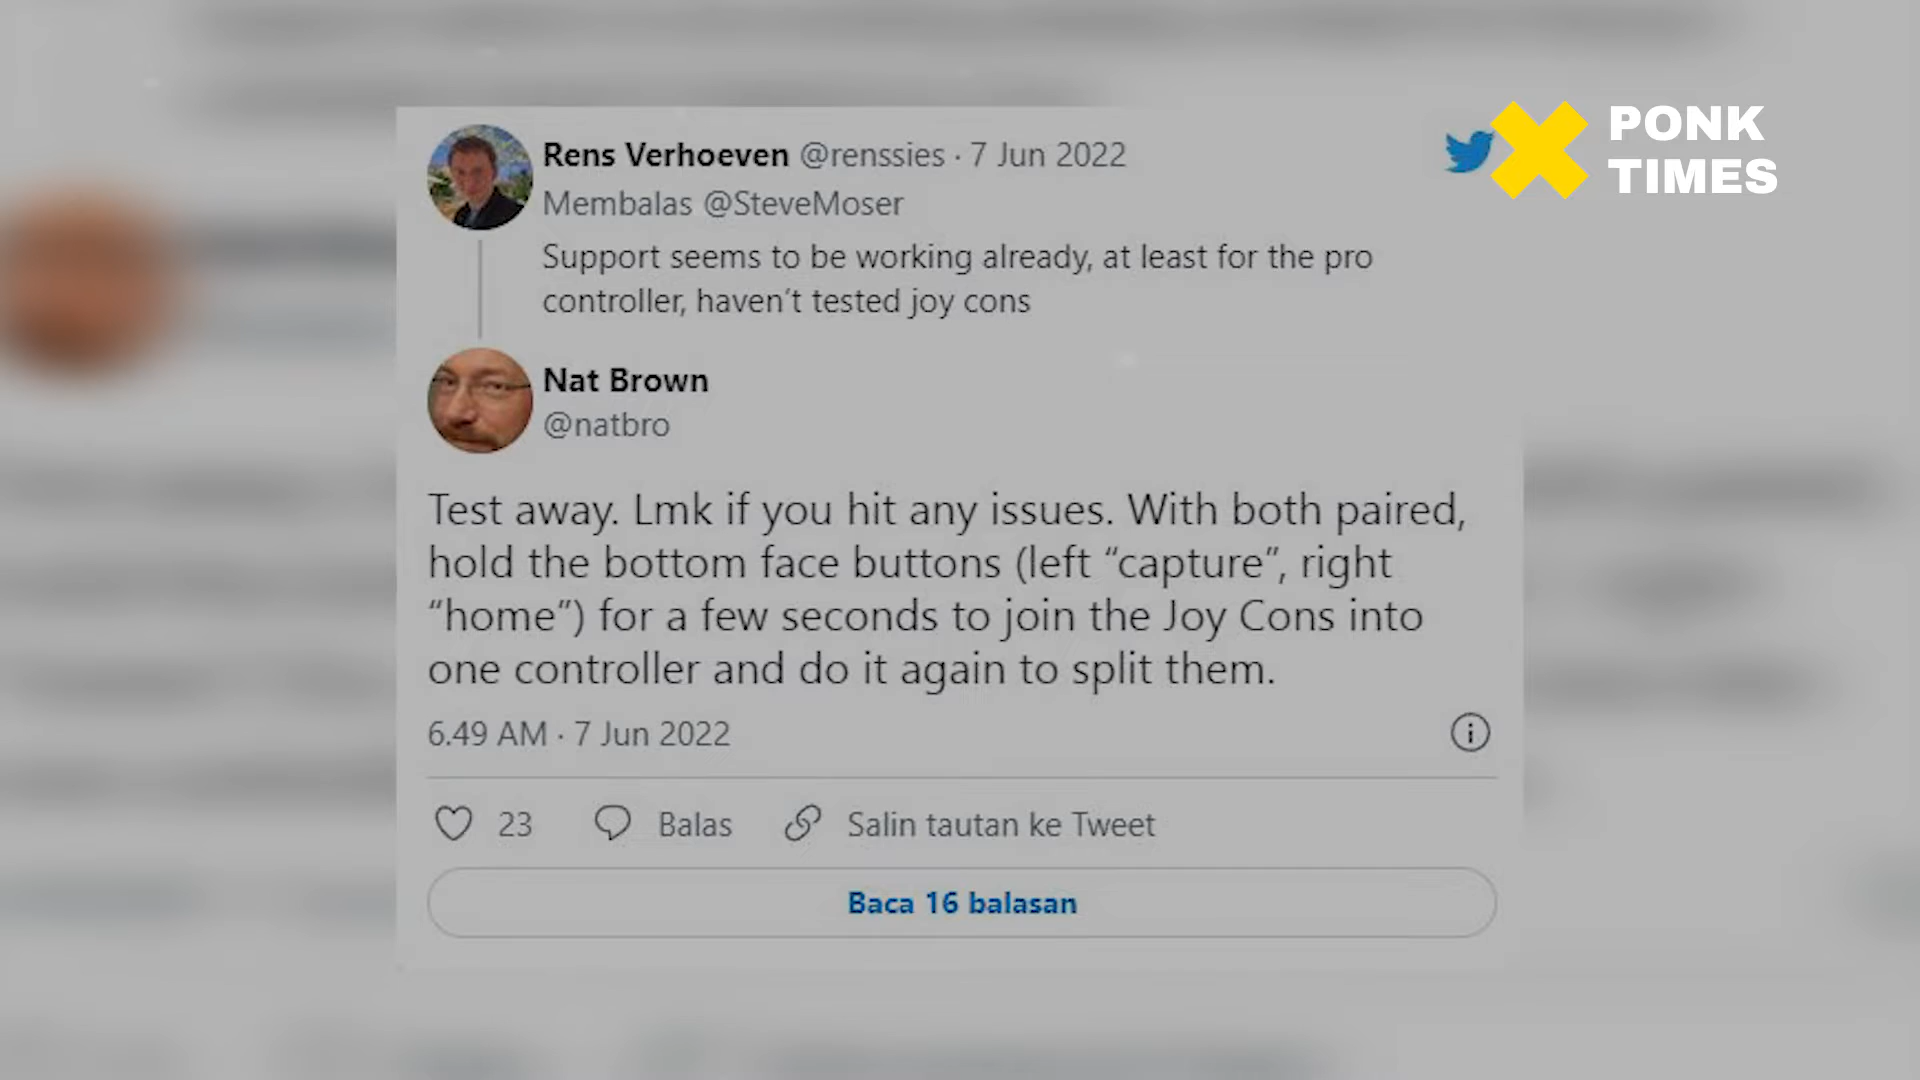 PONK
TIMES
Rens Verhoeven @renssies · 7 Jun 2022
Membalas @SteveMoser
Support seems to be working already, at least for the pro
controller, haven’t tested joy cons
Nat Brown
@natbro
Test away. Lmk if you hit any issues. With both paired,
hold the bottom face buttons (left “capture”, right
“home”) for a few seconds to join the Joy Cons into
one controller and do it again to split them.
6.49 AM · 7 Jun 2022
23 Balas Salin tautan ke Tweet
Baca 16 balasan